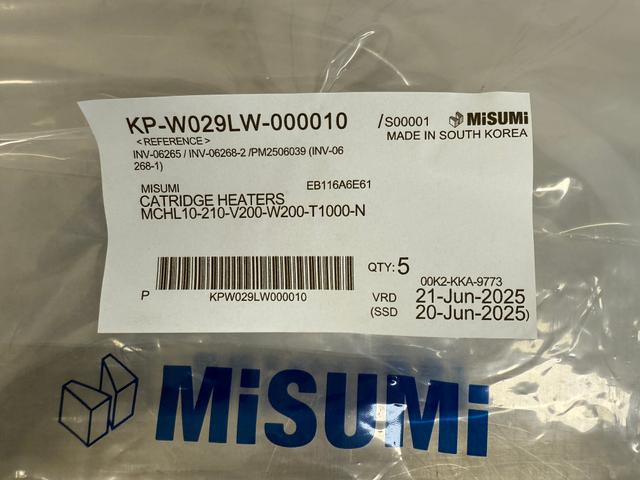 KP-W029LW-000010 /S00001 MiSUMi
<REFERENCE> MADE IN SOUTH KOREA
INV-06265 / INV-06268-2 /PM2506039 (INV-06
268-1)
MISUMI EB116A6E61
CATRIDGE HEATERS
MCHL10-210-V200-W200-T1000-N
QTY: 5
00K2-KKA-9773
P KPW029LW000010 VRD 21-Jun-2025
(SSD 20-Jun-2025)
MiSUMi